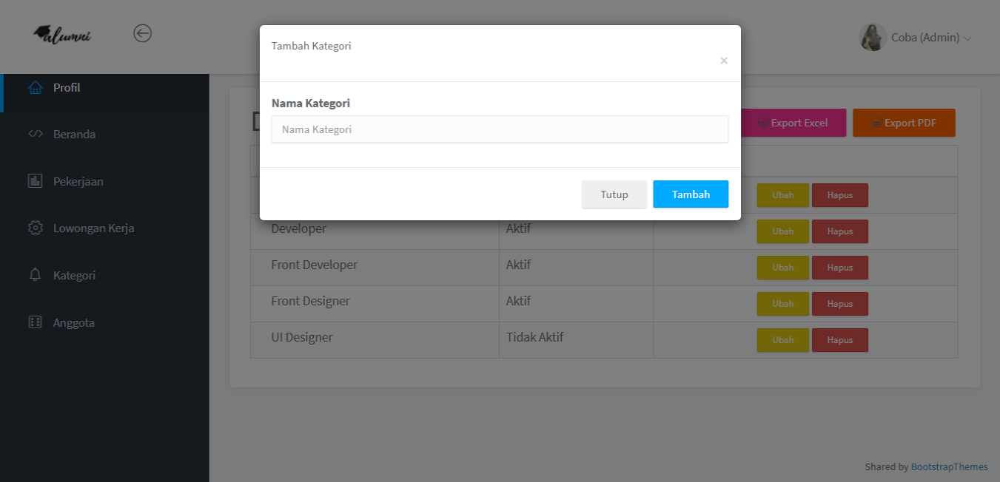 alumni
Coba (Admin)
Tambah Kategori
×
Profil
Nama Kategori
Nama Kategori
Export Excel
Export PDF
Beranda
Pekerjaan
Tutup
Tambah
Ubah
Hapus
Lowongan Kerja
Developer
Aktif
Ubah
Hapus
Front Developer
Aktif
Ubah
Hapus
Kategori
Front Designer
Aktif
Ubah
Hapus
Anggota
UI Designer
Tidak Aktif
Ubah
Hapus
Shared by BootstrapThemes